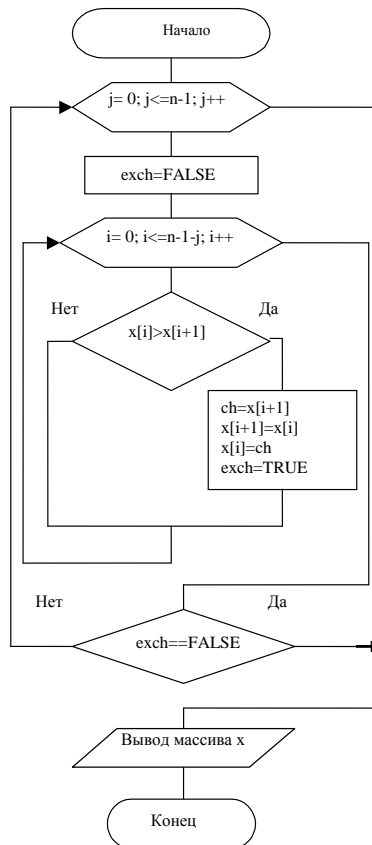 Начало
j= 0; j<=n-1; j++
exch=FALSE
i= 0; i<=n-1-j; i++
Нет
Да
x[i]>x[i+1]
ch=x[i+1]
x[i+1]=x[i]
x[i]=ch
exch=TRUE
Нет
Да
exch==FALSE
Вывод массива x
Конец